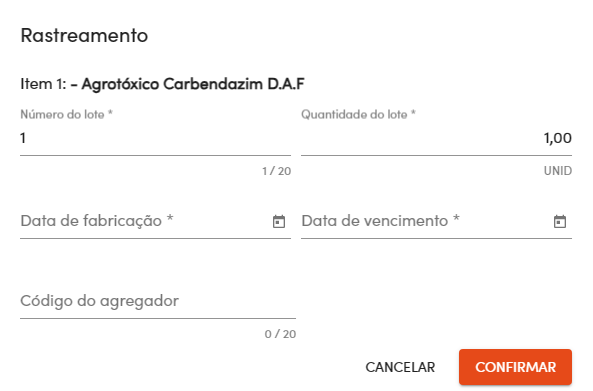 Rastreamento
Item 1: - Agrotóxico Carbendazim D.A.F
Número do lote * Quantidade do lote *
1 1,00
1 / 20 UNID
Data de fabricação * Data de vencimento *
Código do agregador
0 / 20
CANCELAR CONFIRMAR